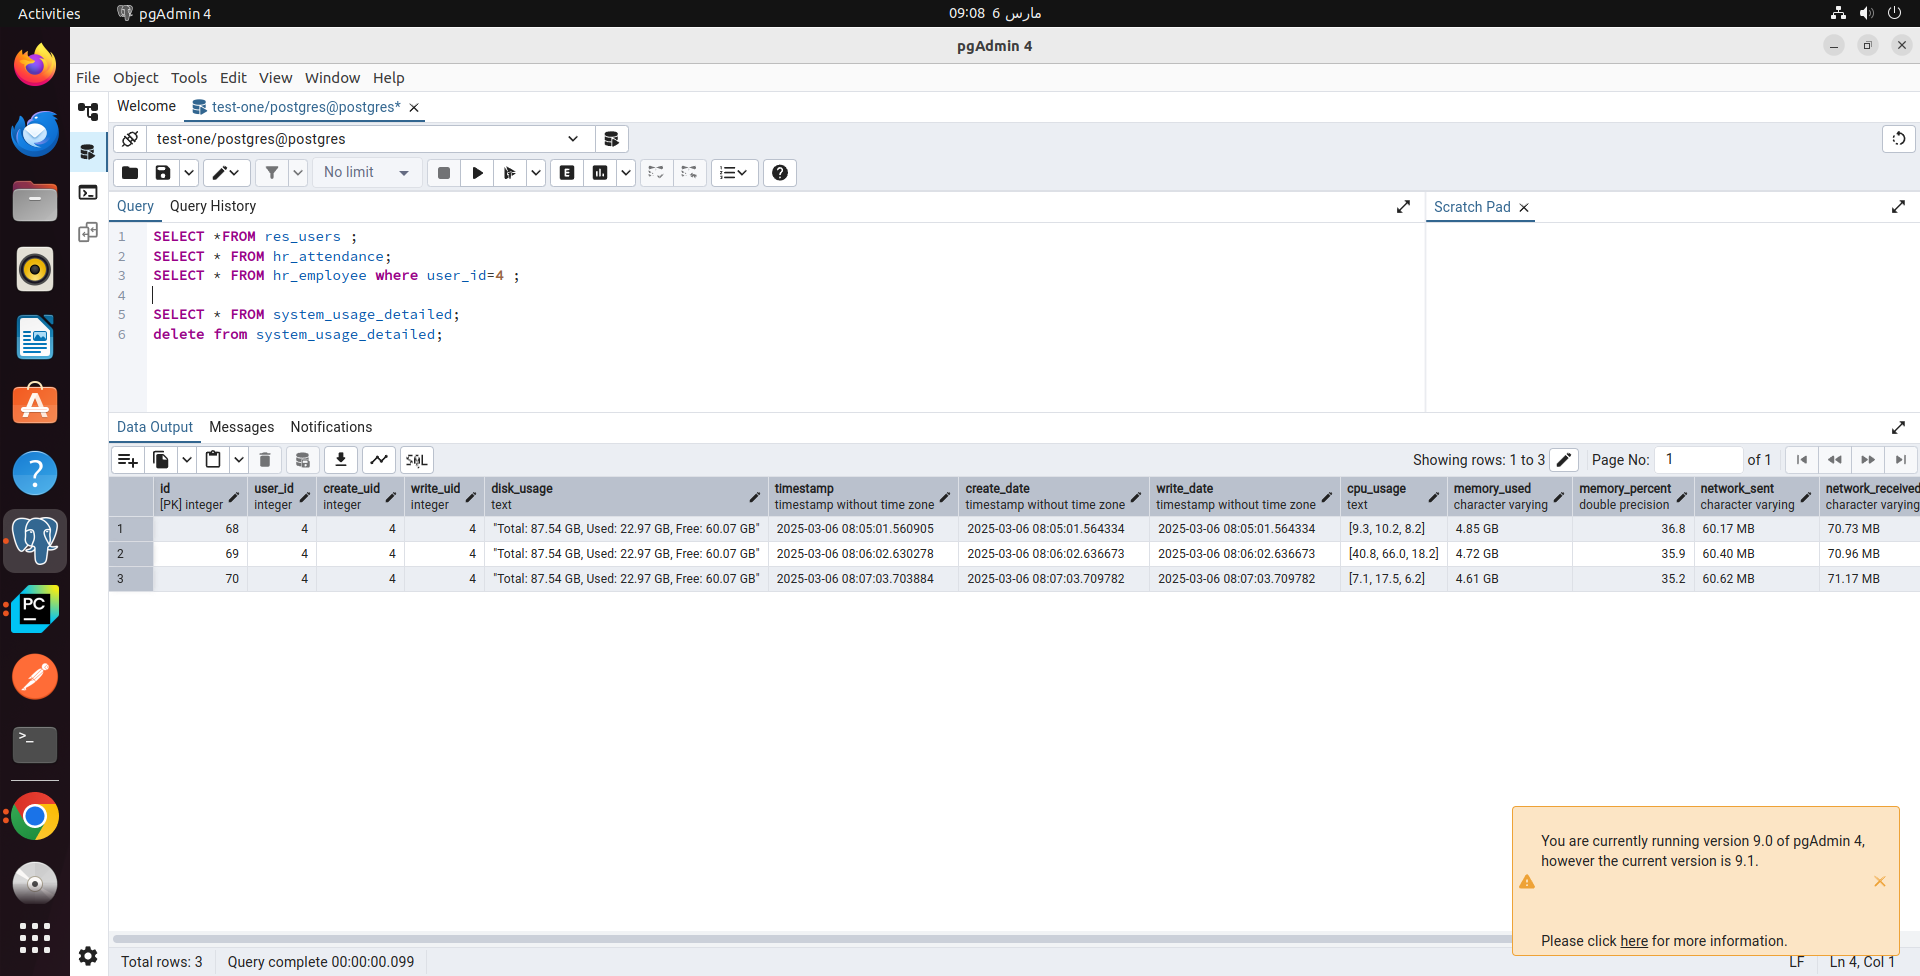 Activities
pgAdmin 4
مارس 6 09:08
pgAdmin 4
File Object Tools Edit View Window Help
Welcome
test-one/postgres@postgres*
test-one/postgres@postgres
No limit
Query Query History
Scratch Pad
1 SELECT *FROM res_users ;
2 SELECT * FROM hr_attendance;
3 SELECT * FROM hr_employee where user_id=4 ;
4
5 SELECT * FROM system_usage_detailed;
6 delete from system_usage_detailed;
Data Output Messages Notifications
SQL
Showing rows: 1 to 3
Page No: 1 of 1
id user_id create_uid write_uid disk_usage timestamp create_date write_date cpu_usage memory_used memory_percent network_sent network_received
[PK] integer integer integer integer text timestamp without time zone timestamp without time zone timestamp without time zone text character varying double precision character varying character varying
1 68 4 4 4 "Total: 87.54 GB, Used: 22.97 GB, Free: 60.07 GB" 2025-03-06 08:05:01.560905 2025-03-06 08:05:01.564334 2025-03-06 08:05:01.564334 [9.3, 10.2, 8.2] 4.85 GB 36.8 60.17 MB 70.73 MB
2 69 4 4 4 "Total: 87.54 GB, Used: 22.97 GB, Free: 60.07 GB" 2025-03-06 08:06:02.630278 2025-03-06 08:06:02.636673 2025-03-06 08:06:02.636673 [40.8, 66.0, 18.2] 4.72 GB 35.9 60.40 MB 70.96 MB
3 70 4 4 4 "Total: 87.54 GB, Used: 22.97 GB, Free: 60.07 GB" 2025-03-06 08:07:03.703884 2025-03-06 08:07:03.709782 2025-03-06 08:07:03.709782 [7.1, 17.5, 6.2] 4.61 GB 35.2 60.62 MB 71.17 MB
PC
You are currently running version 9.0 of pgAdmin 4,
however the current version is 9.1.
Please click here for more information.
Total rows: 3
Query complete 00:00:00.099
LF
Ln 4, Col 1